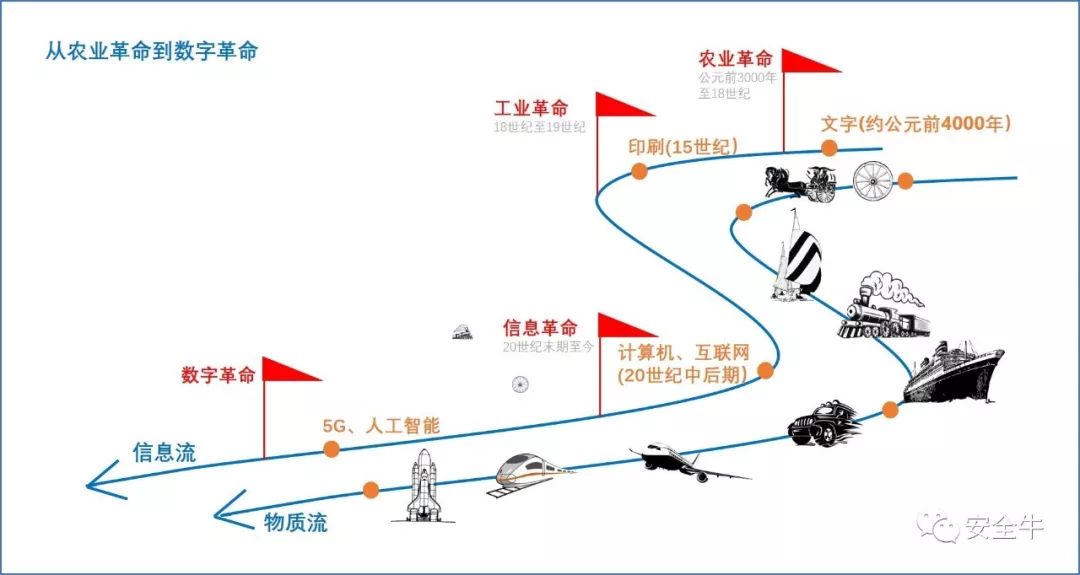 从农业革命到数字革命
农业革命
公元前3000年
至18世纪
工业革命
18世纪至19世纪
文字(约公元前4000年)
印刷(15世纪)
信息革命
20世纪末期至今
计算机、互联网
(20世纪中后期)
数字革命
5G、人工智能
信息流
物质流
安全牛